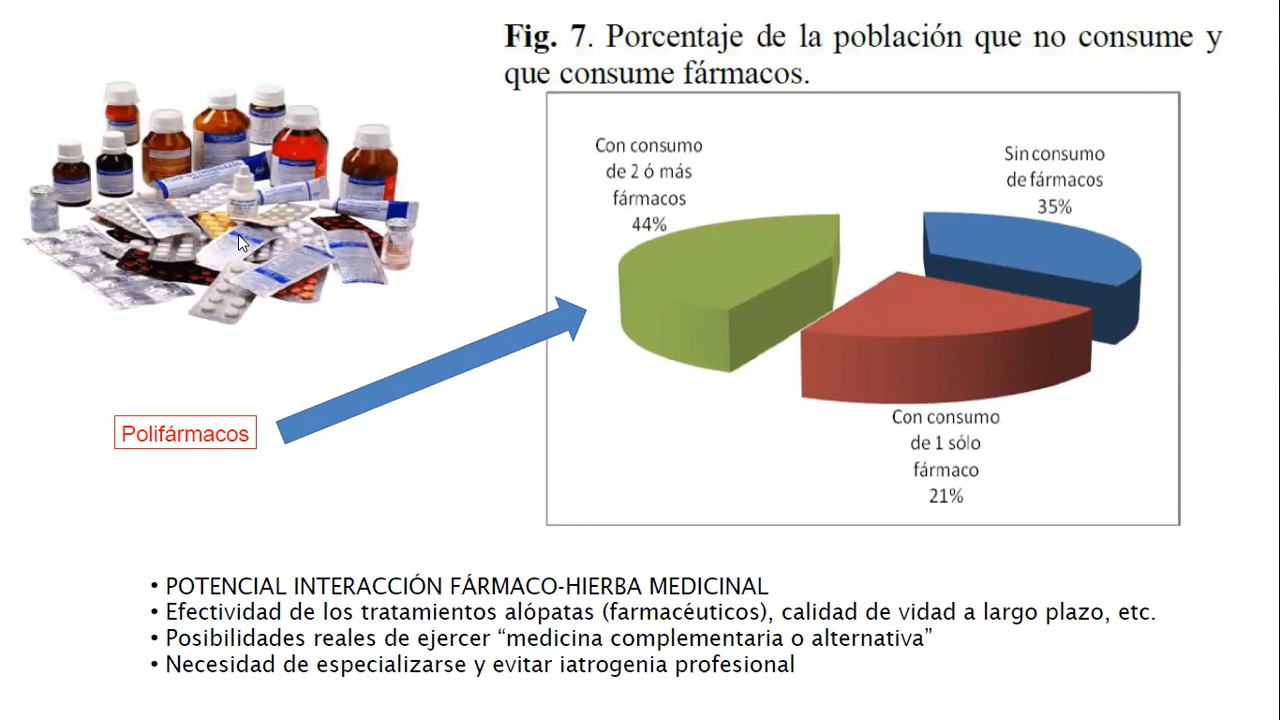 Fig. 7. Porcentaje de la población que no consume y
que consume fármacos.
Con consumo
de 2 ó más
fármacos
44%
Sin consumo
de fármacos
35%
Con consumo
de 1 sólo
fármaco
21%
Polifármacos
• POTENCIAL INTERACCIÓN FÁRMACO-HIERBA MEDICINAL
• Efectividad de los tratamientos alópatas (farmacéuticos), calidad de vidad a largo plazo, etc.
• Posibilidades reales de ejercer “medicina complementaria o alternativa”
• Necesidad de especializarse y evitar iatrogenia profesional